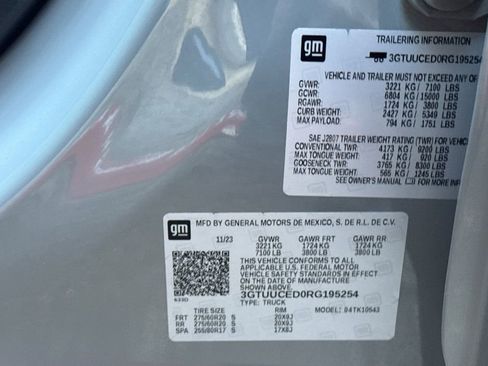 gm
TRAILERING INFORMATION
3GTUUCED0RG195254
VEHICLE AND TRAILER MUST NOT EXCEED ANY OF
GVWR: 3221 KG/ 7100 LBS
GCWR: 6804 KG/15000 LBS
RGAWR: 1724 KG/ 3800 LBS
CURB WEIGHT: 2427 KG/ 5349 LBS
MAX PAYLOAD: 794 KG/ 1751 LBS
SAE J2807 TRAILER WEIGHT RATING (TWR) FOR VEHICLE
CONVENTIONAL TWR: 4173 KG/ 9200 LBS
MAX TONGUE WEIGHT: 417 KG/ 920 LBS
GOOSENECK TWR: 3765 KG/ 8300 LBS
MAX TONGUE WEIGHT: 565 KG/ 1245 LBS
SEE OWNER'S MANUAL
gm
MFD BY GENERAL MOTORS DE MEXICO, S. DE R.L. DE C.V.
11/23 GVWR GAWR FRT GAWR RR
3221 KG 1724 KG 1724 KG
7100 LB 3800 LB 3800 LB
THIS VEHICLE CONFORMS TO ALL
APPLICABLE U.S. FEDERAL MOTOR
VEHICLE SAFETY STANDARDS IN EFFECT
ON THE DATE OF MANUFACTURE
SHOWN ABOVE.
3GTUUCED0RG195254
TYPE: TRUCK
TIRE SIZE RIM MODEL: 94TK10543
FRT 275/60R20 S 20X9J
RR 275/60R20 S 20X9J
SPA 255/80R17 S 17X8J